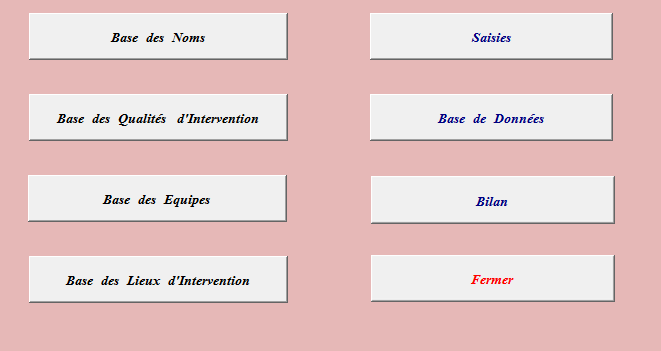 Base des Noms
Saisies
Base des Qualités d'Intervention
Base de Données
Base des Equipes
Bilan
Base des Lieux d'Intervention
Fermer